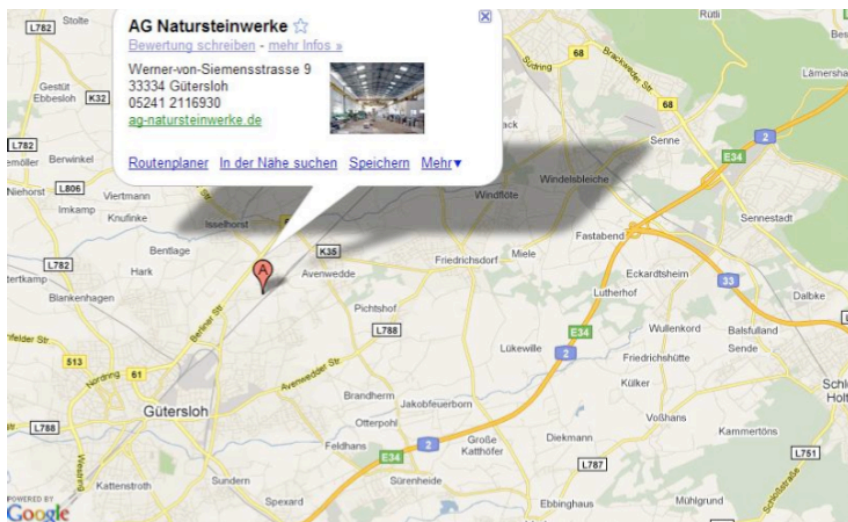 AG Natursteinwerke
Bewertung schreiben - mehr Infos »
Werner-von-Siemensstrasse 9
33334 Gütersloh
05241 2116930
ag-natursteinwerke.de
Routenplaner In der Nähe suchen Speichern Mehr▼
L782
Stolte
Rütli
68
Südring
Brackweder Str
Gestüt
Ebbesloh
K32
68
L782
Senne
2
E34
Berwinkel
Windelsbleiche
Niehorst
L806
Viertmann
Windflöte
Imkamp
Knufinke
Isselhorst
Sennestadt
Fastabend
Bentlage
K35
Miele
Friedrichsdorf
L782
Hark
A
Avenwedde
Eckardtsheim
33
Blankenhagen
Lutherhof
Dalbke
Berliner Str
Pichtshof
L788
E34
Wullenkord
Balsfulland
Lükewille
2
Friedrichshütte
Sende
513
Nordring
61
Avenwedder Str
Külker
Brandherm
Jakobfeuerborn
Gütersloh
Voßhans
Otterpohl
L788
Kammertöns
Feldhans
2
Große
Katthöfer
Diekmann
E34
L751
L787
Westring
Sundern
Sürenheide
Kattenstroth
Schloßstraße
Spexard
Ebbinghaus
Mühlgrund
POWERED BY
Google